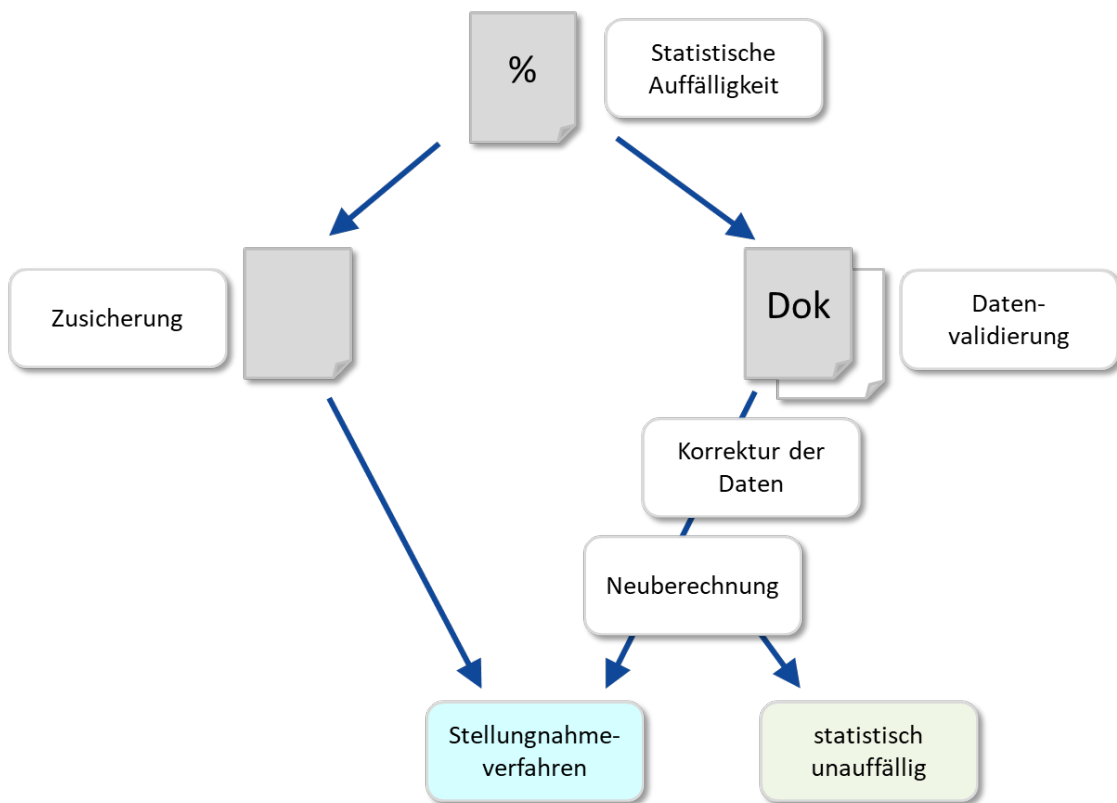 %
Statistische
Auffälligkeit
Zusicherung
Dok
Daten-
validierung
Korrektur der
Daten
Neuberechnung
Stellungnahme-
verfahren
statistisch
unauffällig